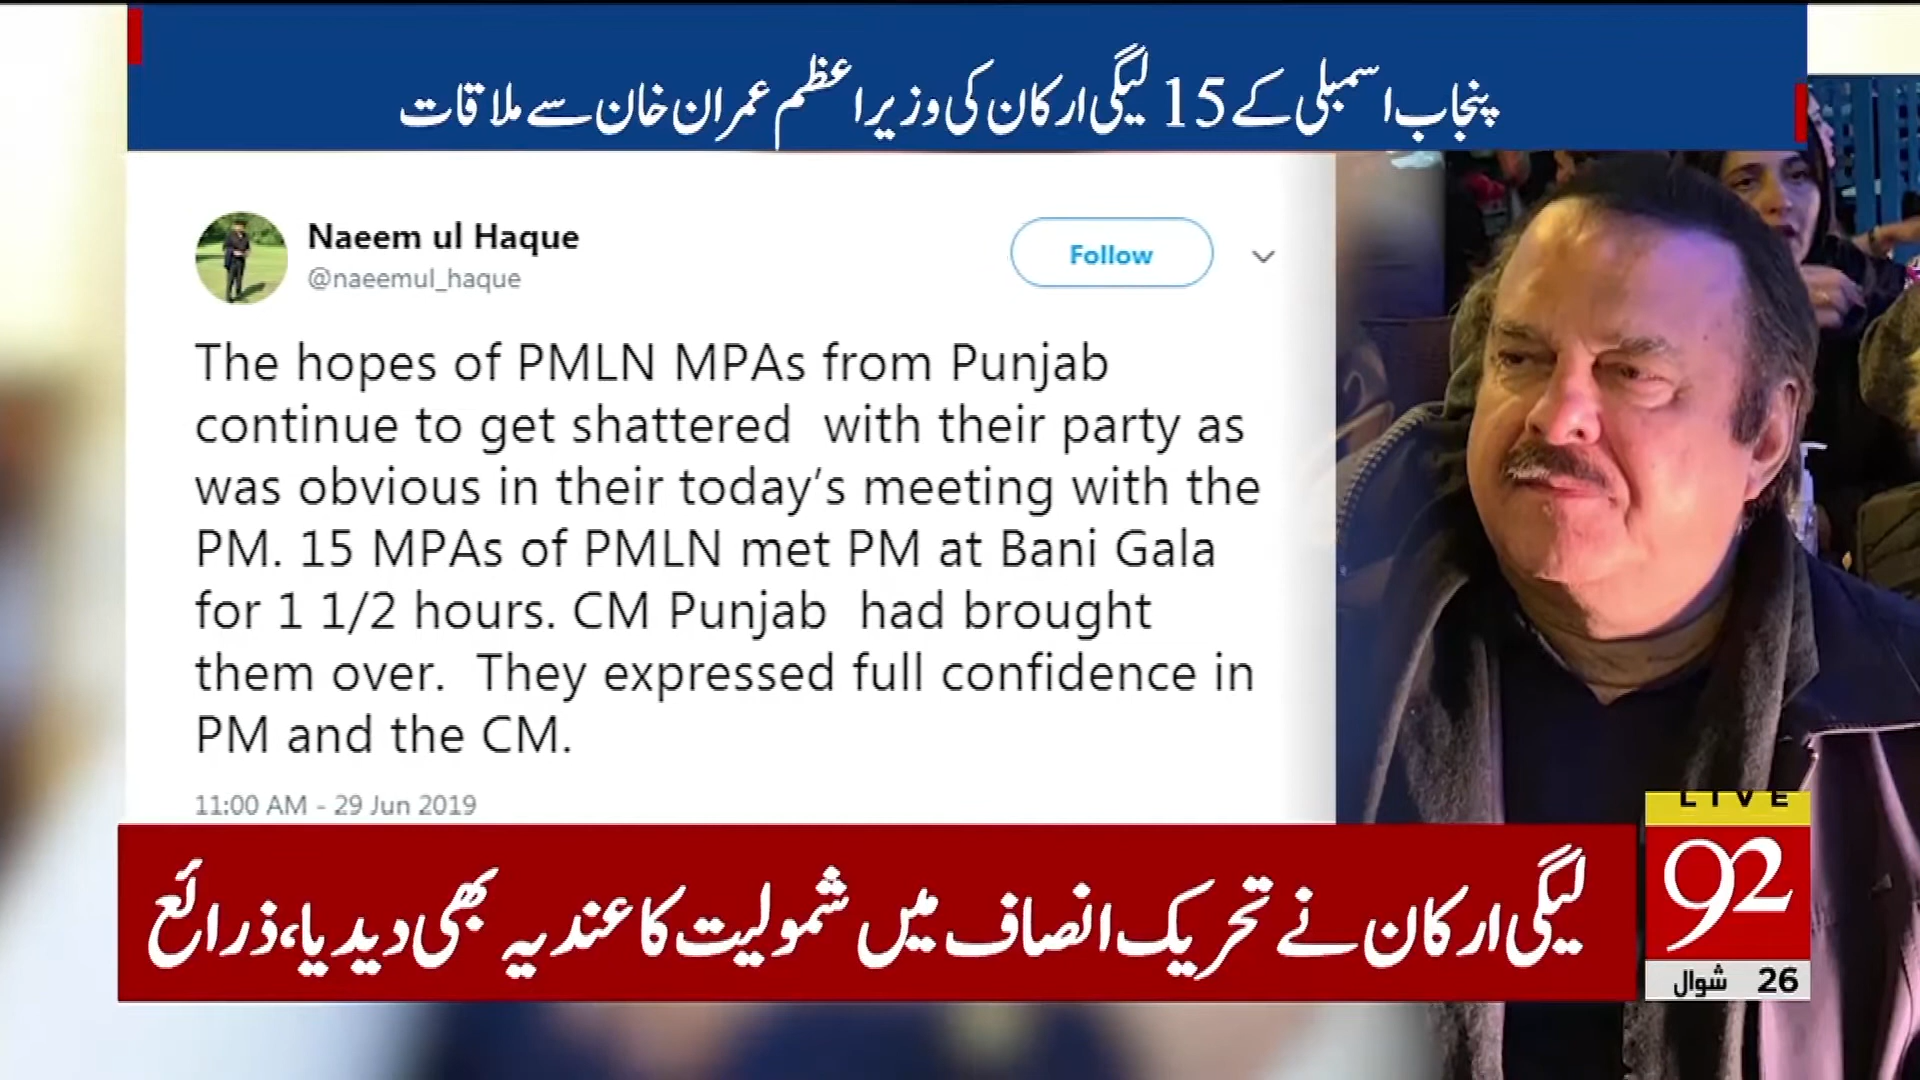 پنجاب اسمبلی کے 15 لیگی ارکان کی وزیراعظم عمران خان سے ملاقات
Naeem ul Haque
@naeemul_haque
Follow
The hopes of PMLN MPAs from Punjab
continue to get shattered with their party as
was obvious in their today's meeting with the
PM. 15 MPAs of PMLN met PM at Bani Gala
for 1 1/2 hours. CM Punjab had brought
them over. They expressed full confidence in
PM and the CM.
11:00 AM - 29 Jun 2019
LIVE
92
لیگی ارکان نے تحریک انصاف میں شمولیت کا عندیہ بھی دیدیا، ذرائع
26 شوال